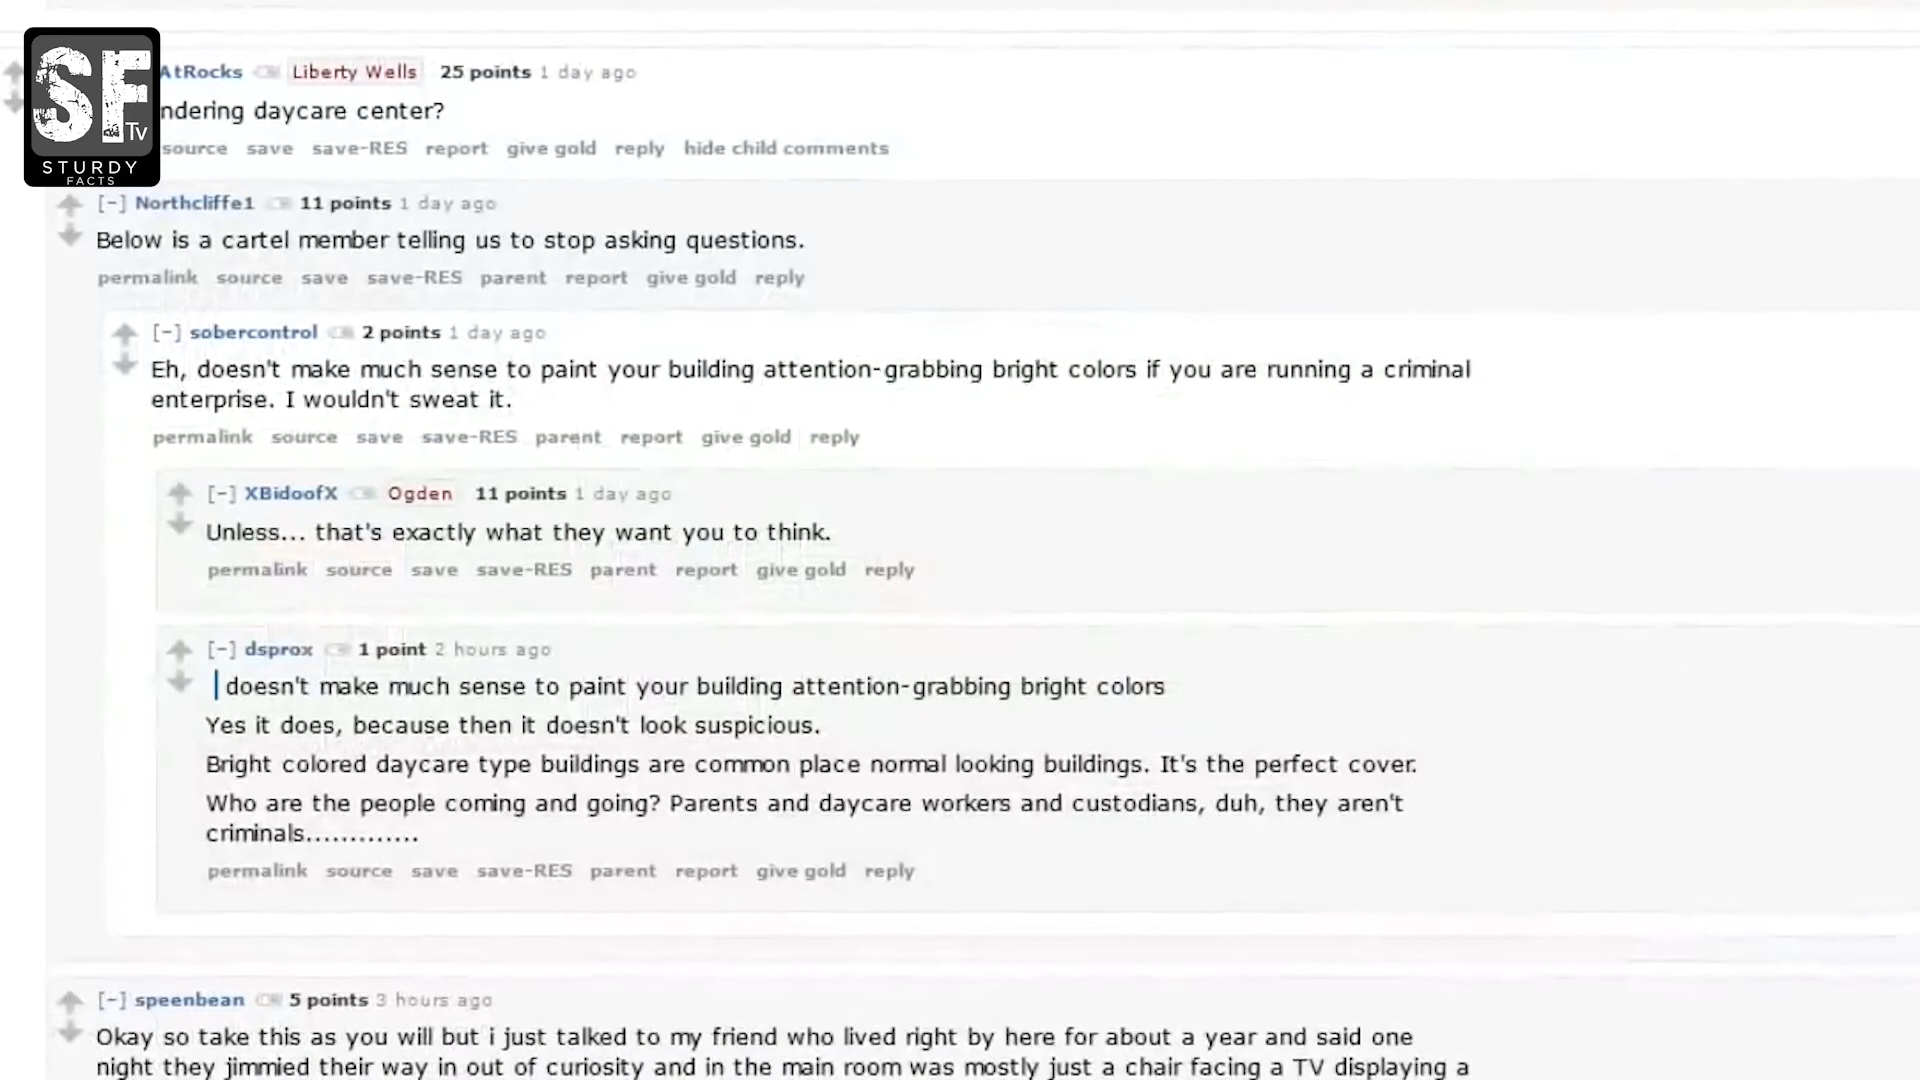 SF Tv
STURDY
FACTS
AtRocks Liberty Wells 25 points 1 day ago
ndering daycare center?
source save save-RES report give gold reply hide child comments
[-] Northcliffe1 11 points 1 day ago
Below is a cartel member telling us to stop asking questions.
permalink source save save-RES parent report give gold reply
[-] sobercontrol 2 points 1 day ago
Eh, doesn't make much sense to paint your building attention-grabbing bright colors if you are running a criminal
enterprise. I wouldn't sweat it.
permalink source save save-RES parent report give gold reply
[-] XBidoofX Ogden 11 points 1 day ago
Unless... that's exactly what they want you to think.
permalink source save save-RES parent report give gold reply
[-] dsprox 1 point 2 hours ago
doesn't make much sense to paint your building attention-grabbing bright colors
Yes it does, because then it doesn't look suspicious.
Bright colored daycare type buildings are common place normal looking buildings. It's the perfect cover.
Who are the people coming and going? Parents and daycare workers and custodians, duh, they aren't
criminals.............
permalink source save save-RES parent report give gold reply
[-] speenbean 5 points 3 hours ago
Okay so take this as you will but i just talked to my friend who lived right by here for about a year and said one
night they jimmied their way in out of curiosity and in the main room was mostly just a chair facing a TV displaying a